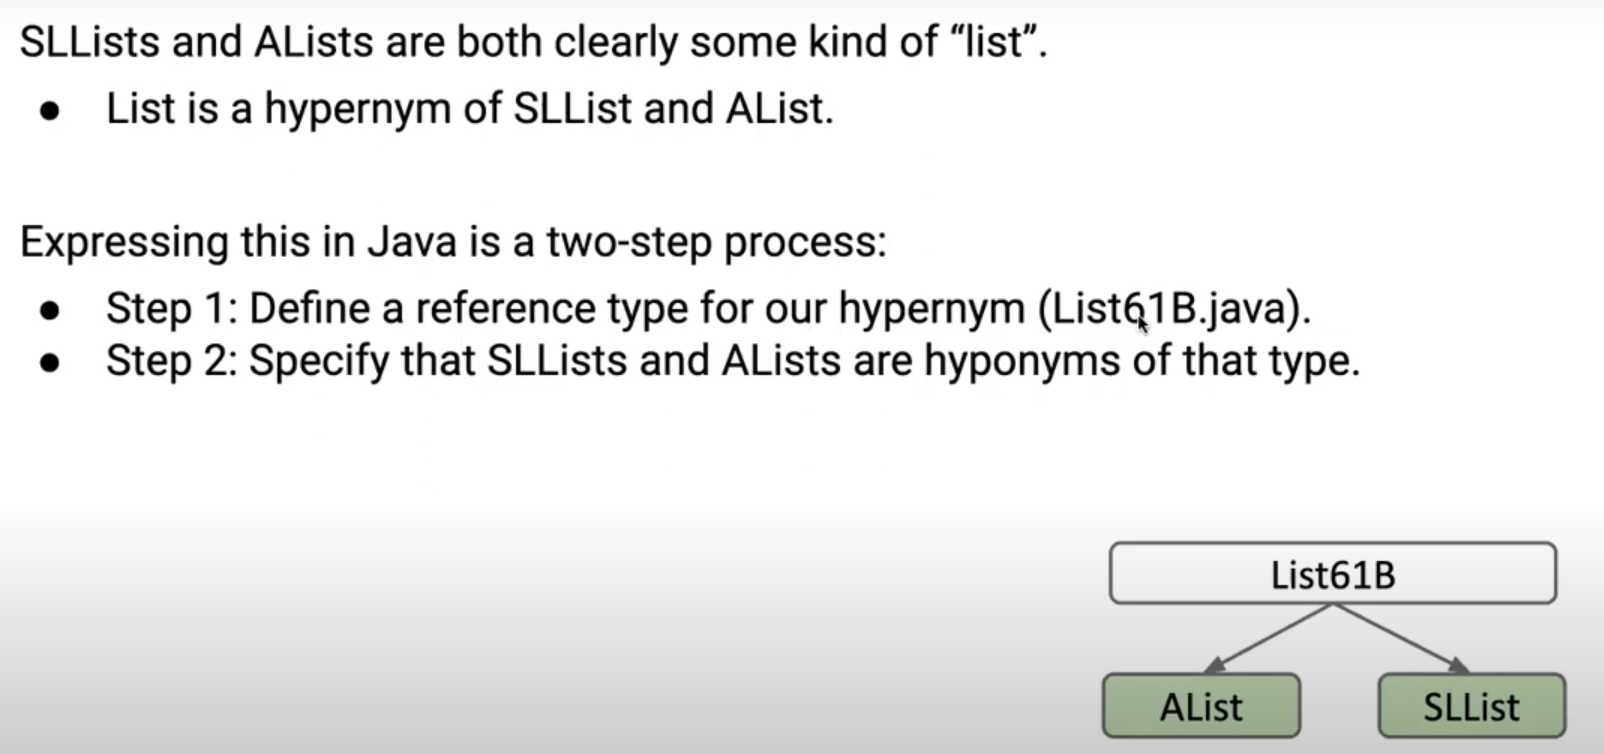 SLLists and ALists are both clearly some kind of “list”.
● List is a hypernym of SLList and AList.
Expressing this in Java is a two-step process:
● Step 1: Define a reference type for our hypernym (List61B.java).
● Step 2: Specify that SLLists and ALists are hyponyms of that type.
List61B
AList
SLList